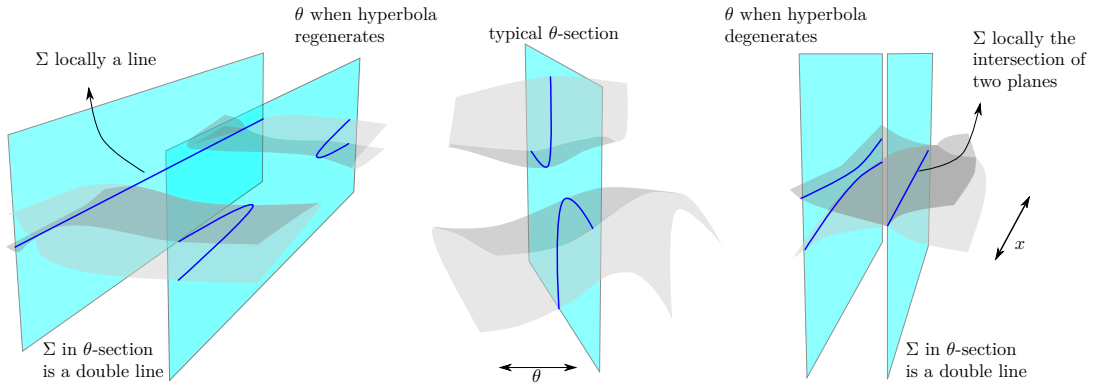 θ when hyperbola
regenerates
Σ locally a line
typical θ-section
θ when hyperbola
degenerates
Σ locally the
intersection of
two planes
x
Σ in θ-section
is a double line
θ
Σ in θ-section
is a double line